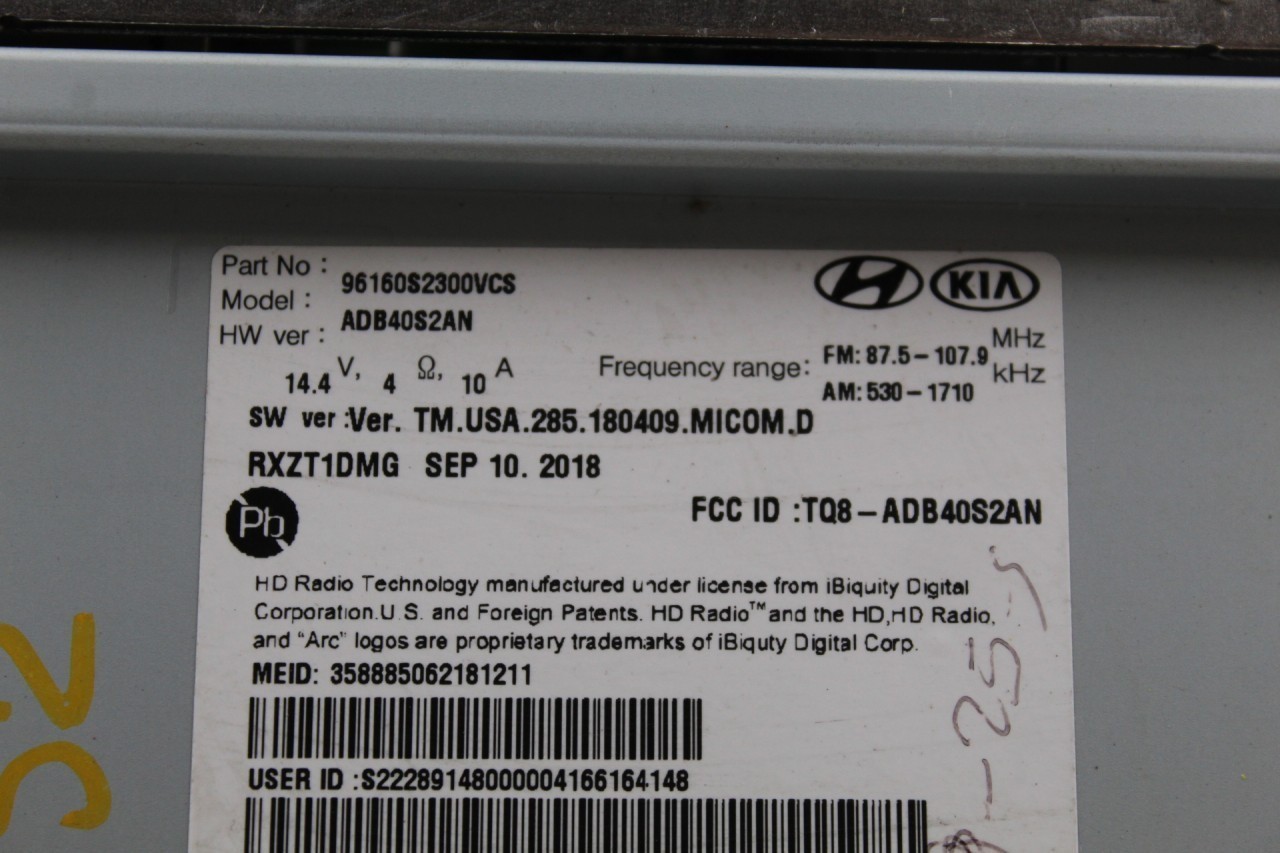 Part No : 96160S2300VCS
Model : ADB40S2AN
HW ver :
KIA
14.4 V, 4 Ω, 10 A
Frequency range: FM: 87.5-107.9 MHz
AM: 530-1710 kHz
SW ver :Ver. TM.USA.285.180409.MICOM.D
RXZT1DMG SEP 10. 2018
Pb
FCC ID :TQ8-ADB40S2AN
HD Radio Technology manufactured under license from iBiquity Digital
Corporation.U.S. and Foreign Patents. HD Radio™ and the HD,HD Radio,
and "Arc" logos are proprietary trademarks of iBiquty Digital Corp.
MEID: 358885062181211
USER ID :S222891480000004166164148
-25-
S2